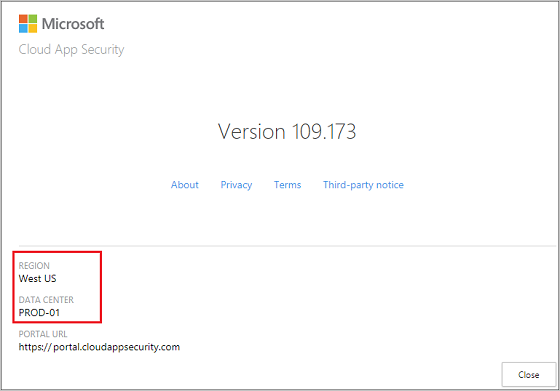 Microsoft
Cloud App Security
Version 109.173
About Privacy Terms Third-party notice
REGION
West US
DATA CENTER
PROD-01
PORTAL URL
https://portal.cloudappsecurity.com
Close